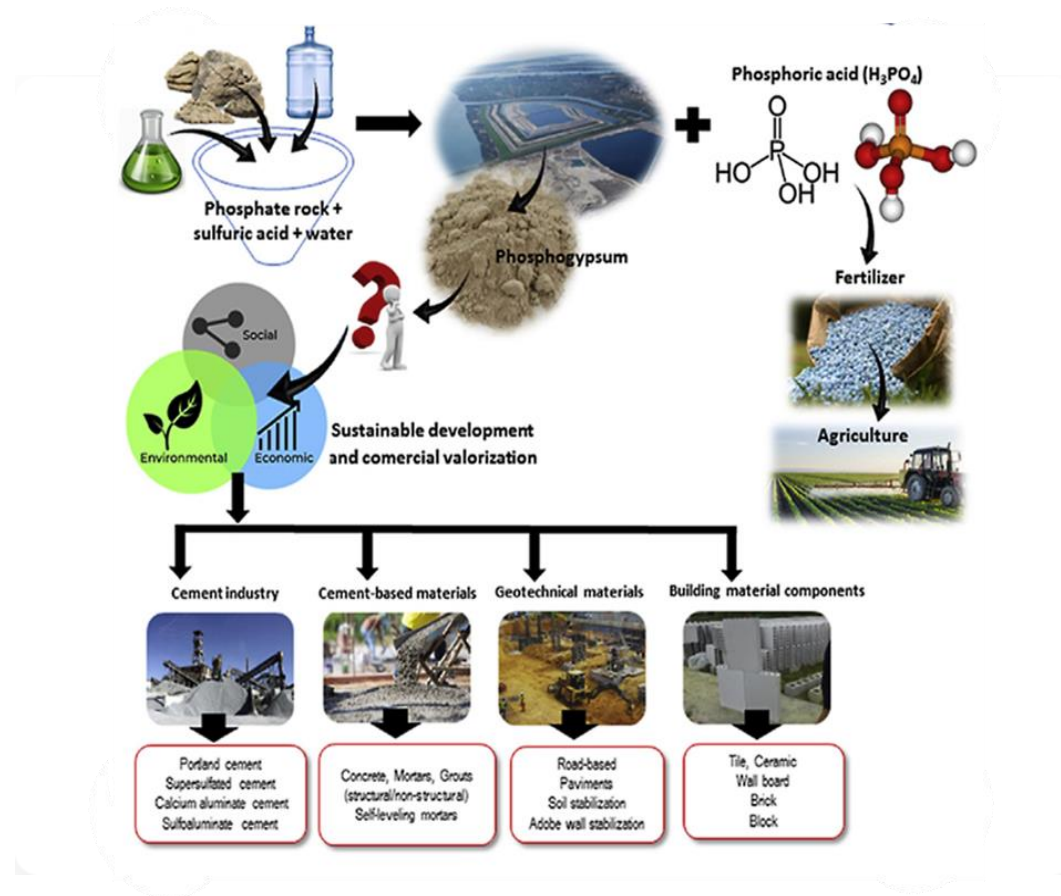 Phosphoric acid (H₃PO₄)
O
P
HO
OH
OH
Phosphate rock +
sulfuric acid + water
Phosphogypsum
Fertilizer
?
Social
Environmental
Economic
Sustainable development
and comercial valorization
Agriculture
Cement industry
Cement-based materials
Geotechnical materials
Building material components
Portland cement
Supersulfated cement
Calcium aluminate cement
Sulfoaluminate cement
Concrete, Mortars, Grouts
(structural/non-structural)
Self-leveling mortars
Road-based
Paviments
Soil stabilization
Adobe wall stabilization
Tile, Ceramic
Wall board
Brick
Block